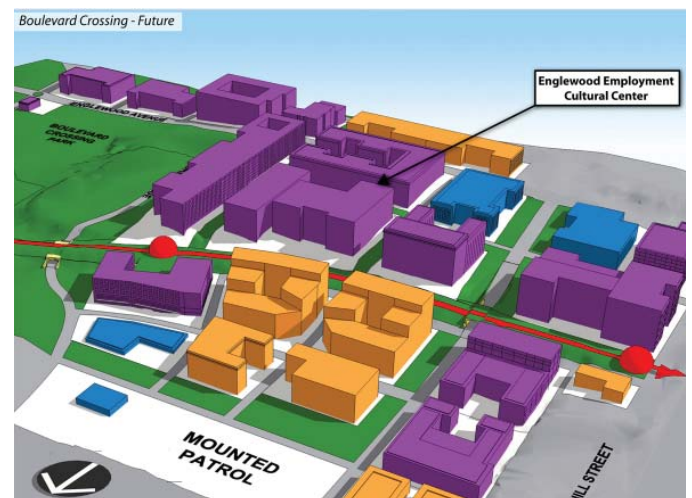 Boulevard Crossing - Future
Englewood Employment
Cultural Center
ENGLEWOOD AVENUE
BOULEVARD
CROSSING
PARK
MOUNTED
PATROL
HILL STREET